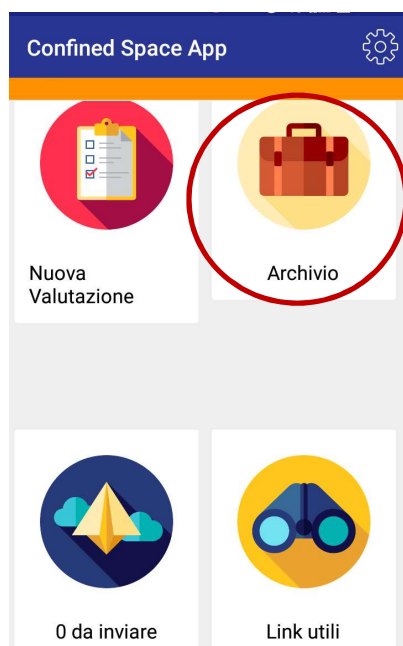 Confined Space App
Nuova
Valutazione
Archivio
0 da inviare
Link utili